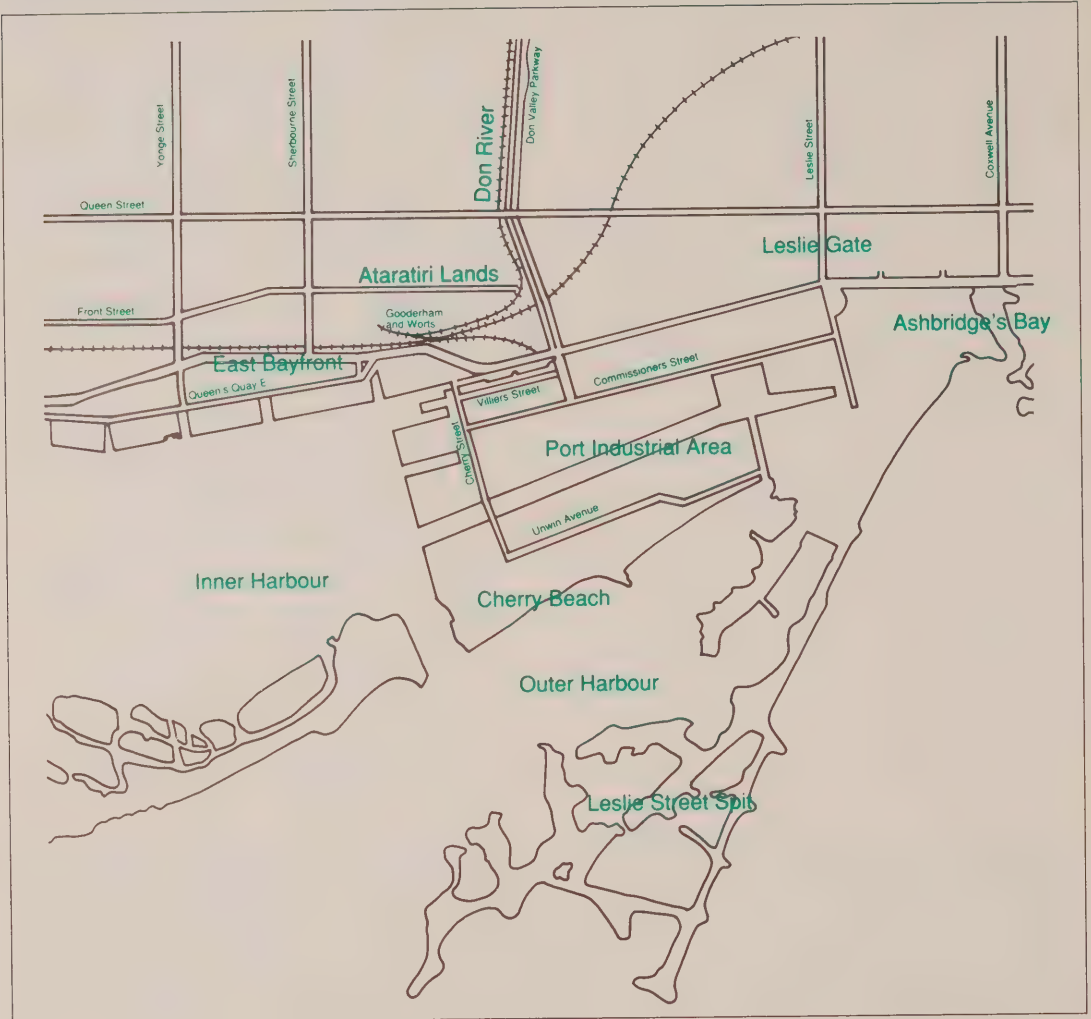 Yonge Street
Sherbourne Street
Don River
Don Valley Parkway
Leslie Street
Coxwell Avenue
Queen Street
Leslie Gate
Ataratiri Lands
Front Street
Gooderham
and Worts
Ashbridge's Bay
East Bayfront
Queen's Quay E
Villiers Street
Commissioners Street
Cherry Street
Port Industrial Area
Unwin Avenue
Inner Harbour
Cherry Beach
Outer Harbour
Leslie Street Spit